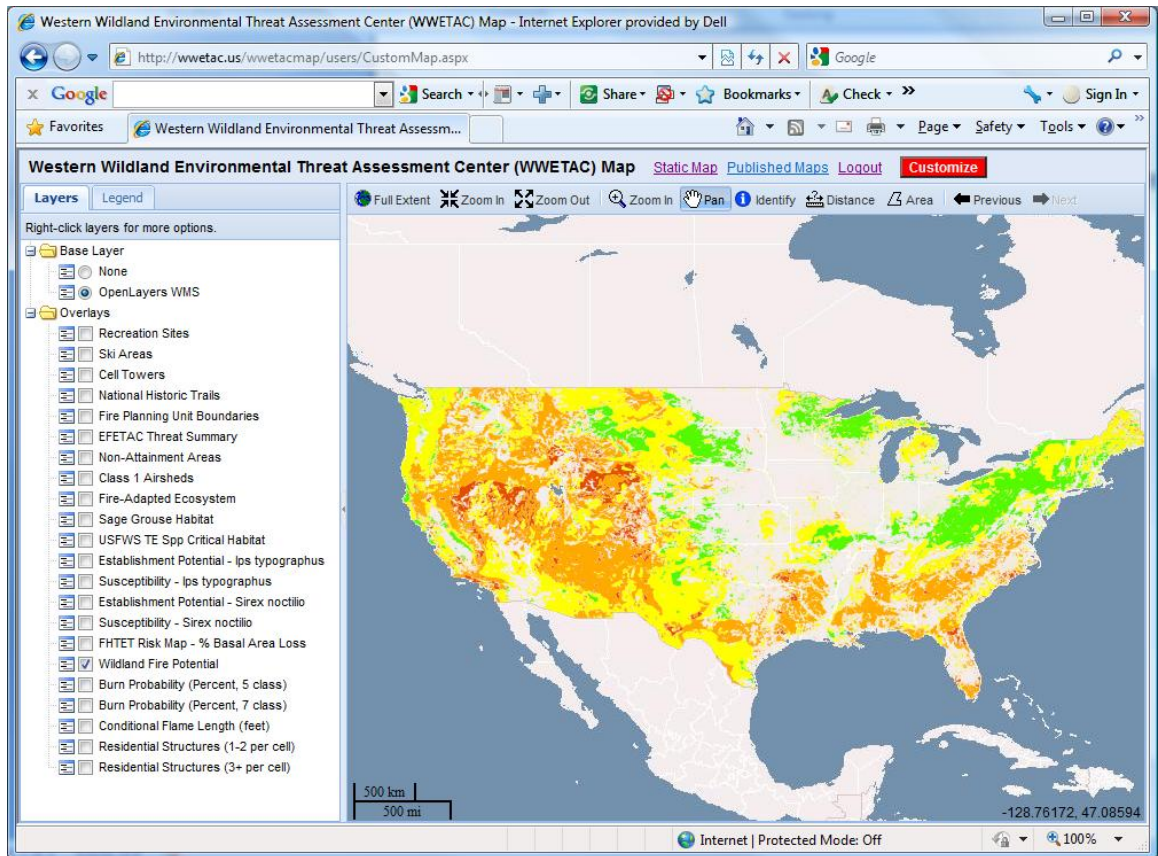 Western Wildland Environmental Threat Assessment Center (WWETAC) Map - Internet Explorer provided by Dell
http://wwetac.us/wwetacmap/users/CustomMap.aspx
Google
x Google Search Share Bookmarks Check >> Sign In
Favorites Western Wildland Environmental Threat Assessm... Page Safety Tools >>
Western Wildland Environmental Threat Assessment Center (WWETAC) Map Static Map Published Maps Logout Customize
Layers Legend Full Extent Zoom In Zoom Out Zoom In Pan Identify Distance Area Previous Next
Right-click layers for more options.
Base Layer
None
OpenLayers WMS
Overlays
Recreation Sites
Ski Areas
Cell Towers
National Historic Trails
Fire Planning Unit Boundaries
EFETAC Threat Summary
Non-Attainment Areas
Class 1 Airsheds
Fire-Adapted Ecosystem
Sage Grouse Habitat
USFWS TE Spp Critical Habitat
Establishment Potential - Ips typographus
Susceptibility - Ips typographus
Establishment Potential - Sirex noctilio
Susceptibility - Sirex noctilio
FHTET Risk Map - % Basal Area Loss
Wildland Fire Potential
Burn Probability (Percent, 5 class)
Burn Probability (Percent, 7 class)
Conditional Flame Length (feet)
Residential Structures (1-2 per cell)
Residential Structures (3+ per cell)
500 km
500 mi
-128.76172, 47.08594
Internet | Protected Mode: Off 100%